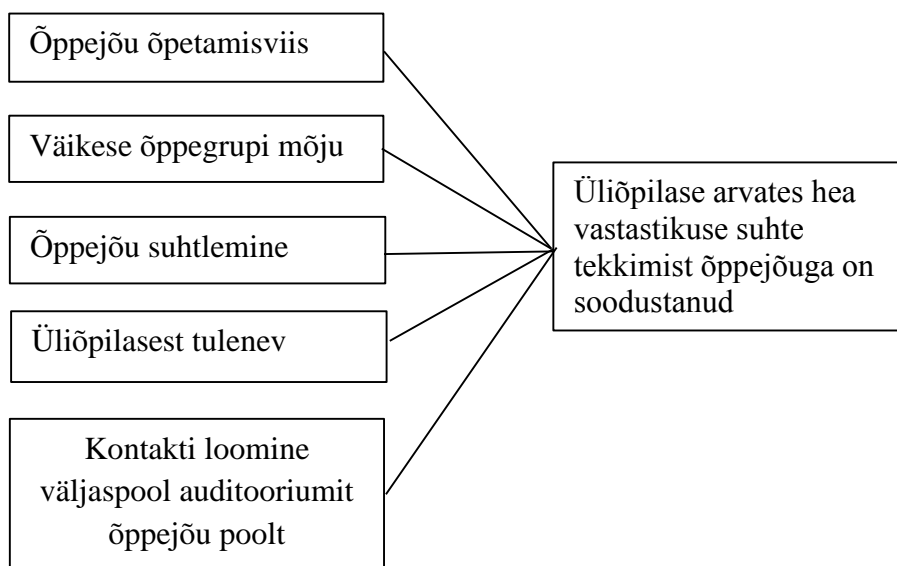 Õppejõu õpetamisviis
Väikese õppegrupi mõju
Õppejõu suhtlemine
Üliõpilasest tulenev
Kontakti loomine
väljaspool auditooriumit
õppejõu poolt
Üliõpilase arvates hea
vastastikuse suhte
tekkimist õppejõuga on
soodustanud